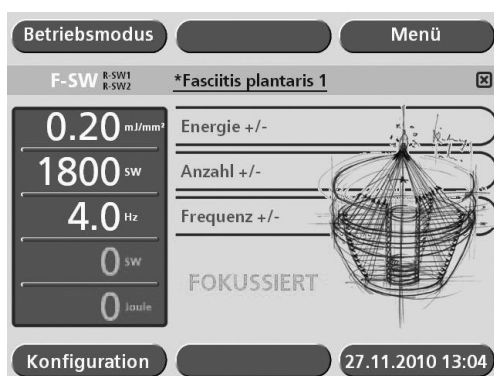 Betriebsmodus Menü
F-SW R-SW1 R-SW2 *Fasciitis plantaris 1
0.20 mJ/mm² Energie +/-
1800 SW Anzahl +/-
4.0 Hz Frequenz +/-
0 SW
FOKUSSIERT
0 Joule
Konfiguration 27.11.2010 13:04